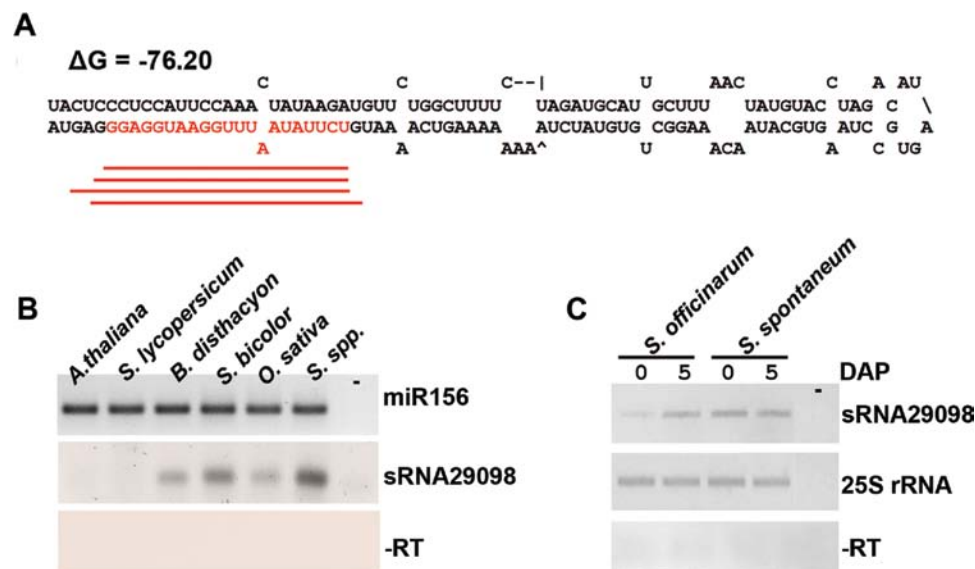 A
ΔG = -76.20
C C C--| U AAC C A AU
UACUCCCUCCAUUCCAAA UAUAAGAUGUU UGGCUUUU UAGAUGCAU GCUUU UAUGUAC UAG C \
AUGAGGGAGGUAAGGUUU AUAUUCUGUAA ACUGAAAA AUCUAUGUG CGGAA AUACGUG AUC G A
A A AAA^ U ACA A C UG
B
A.thaliana S. lycopersicum B. disthacyon S. bicolor O. sativa S. spp. -
miR156
sRNA29098
-RT
C
S. officinarum S. spontaneum
0 5 0 5 DAP
-
sRNA29098
25S rRNA
-RT